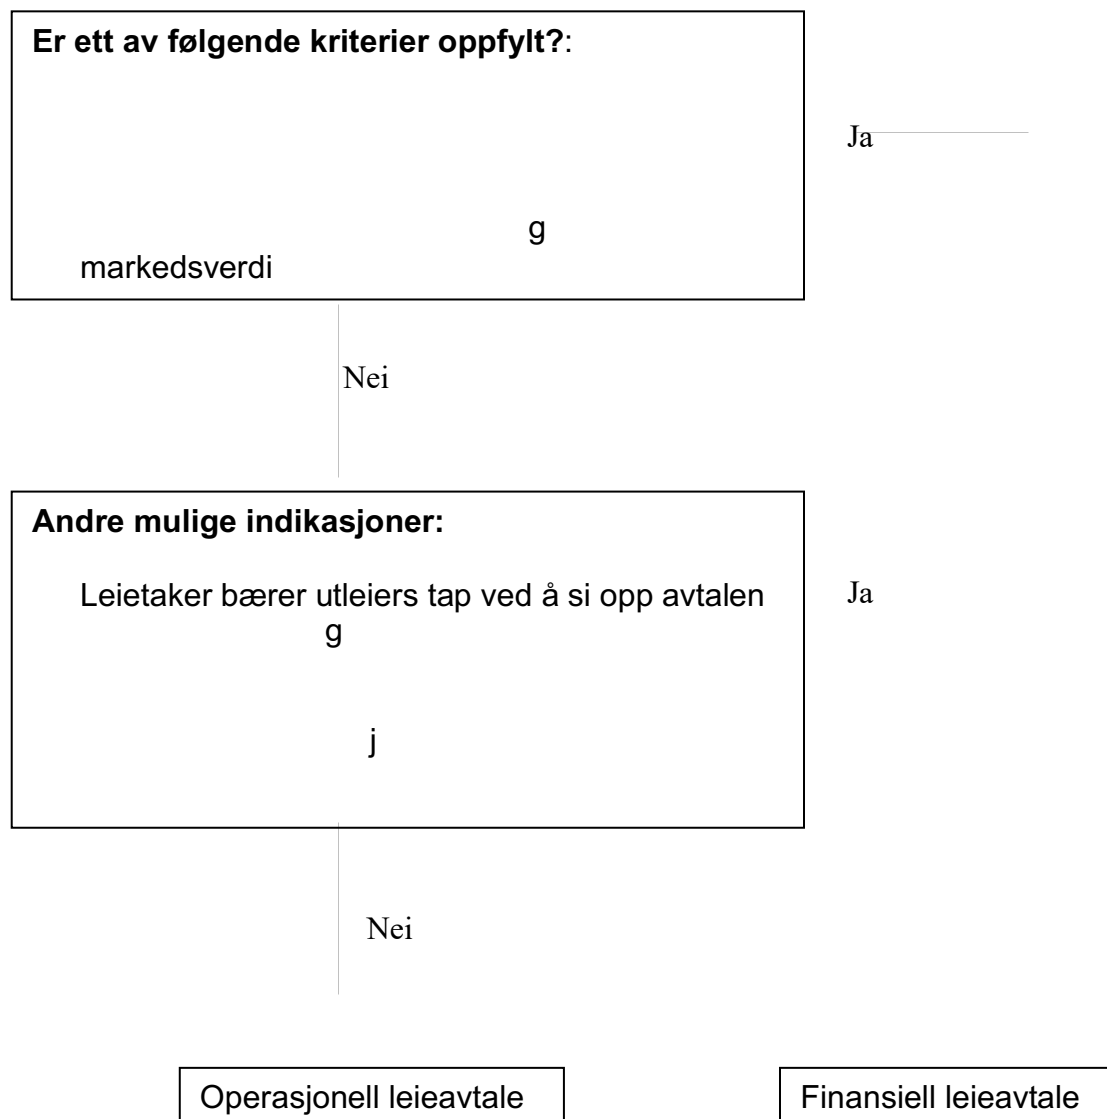 Er ett av følgende kriterier oppfylt?:
Ja
g
markedsverdi
Nei
Andre mulige indikasjoner:
Leietaker bærer utleiers tap ved å si opp avtalen
Ja
g
j
Nei
Operasjonell leieavtale
Finansiell leieavtale